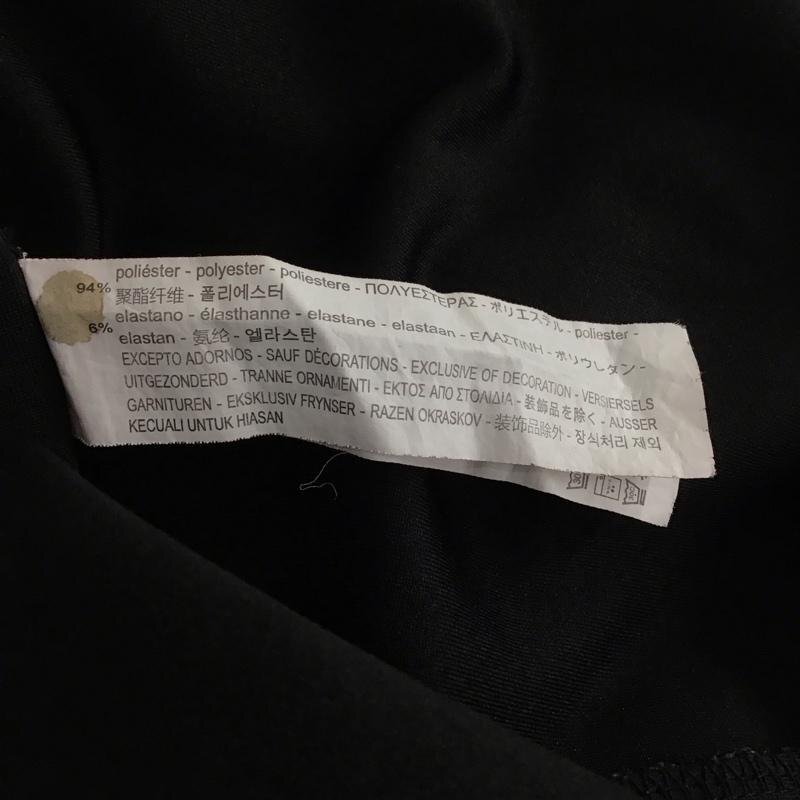 94% poliéster - polyester - poliestere - ΠΟΛΥΕΣΤΕΡΑΣ - ポリエステル - poliester -
聚酯纤维 - 폴리에스터
6% elastano - élasthanne - elastane - elastaan - ΕΛΑΣΤΙΝΗ - ポリウレタン -
elastan - 氨纶 - 엘라스탄
EXCEPTO ADORNOS - SAUF DÉCORATIONS - EXCLUSIVE OF DECORATION - VERSIERSELS
UITGEZONDERD - TRANNE ORNAMENTI - ΕΚΤΟΣ ΑΠΟ ΣΤΟΛΙΔΙΑ - 装飾品を除く - AUSSER
GARNITUREN - EKSKLUSIV FRYNSER - RAZEN OKRASKOV - 装饰品除外 - 장식처리 제외
KECUALI UNTUK HIASAN